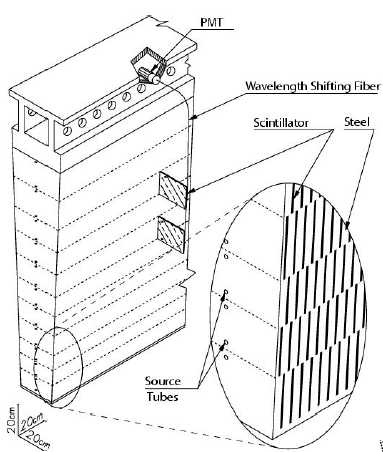 PMT
Wavelength Shifting Fiber
Scintillator
Steel
Source
Tubes
20cm
20cm
20cm